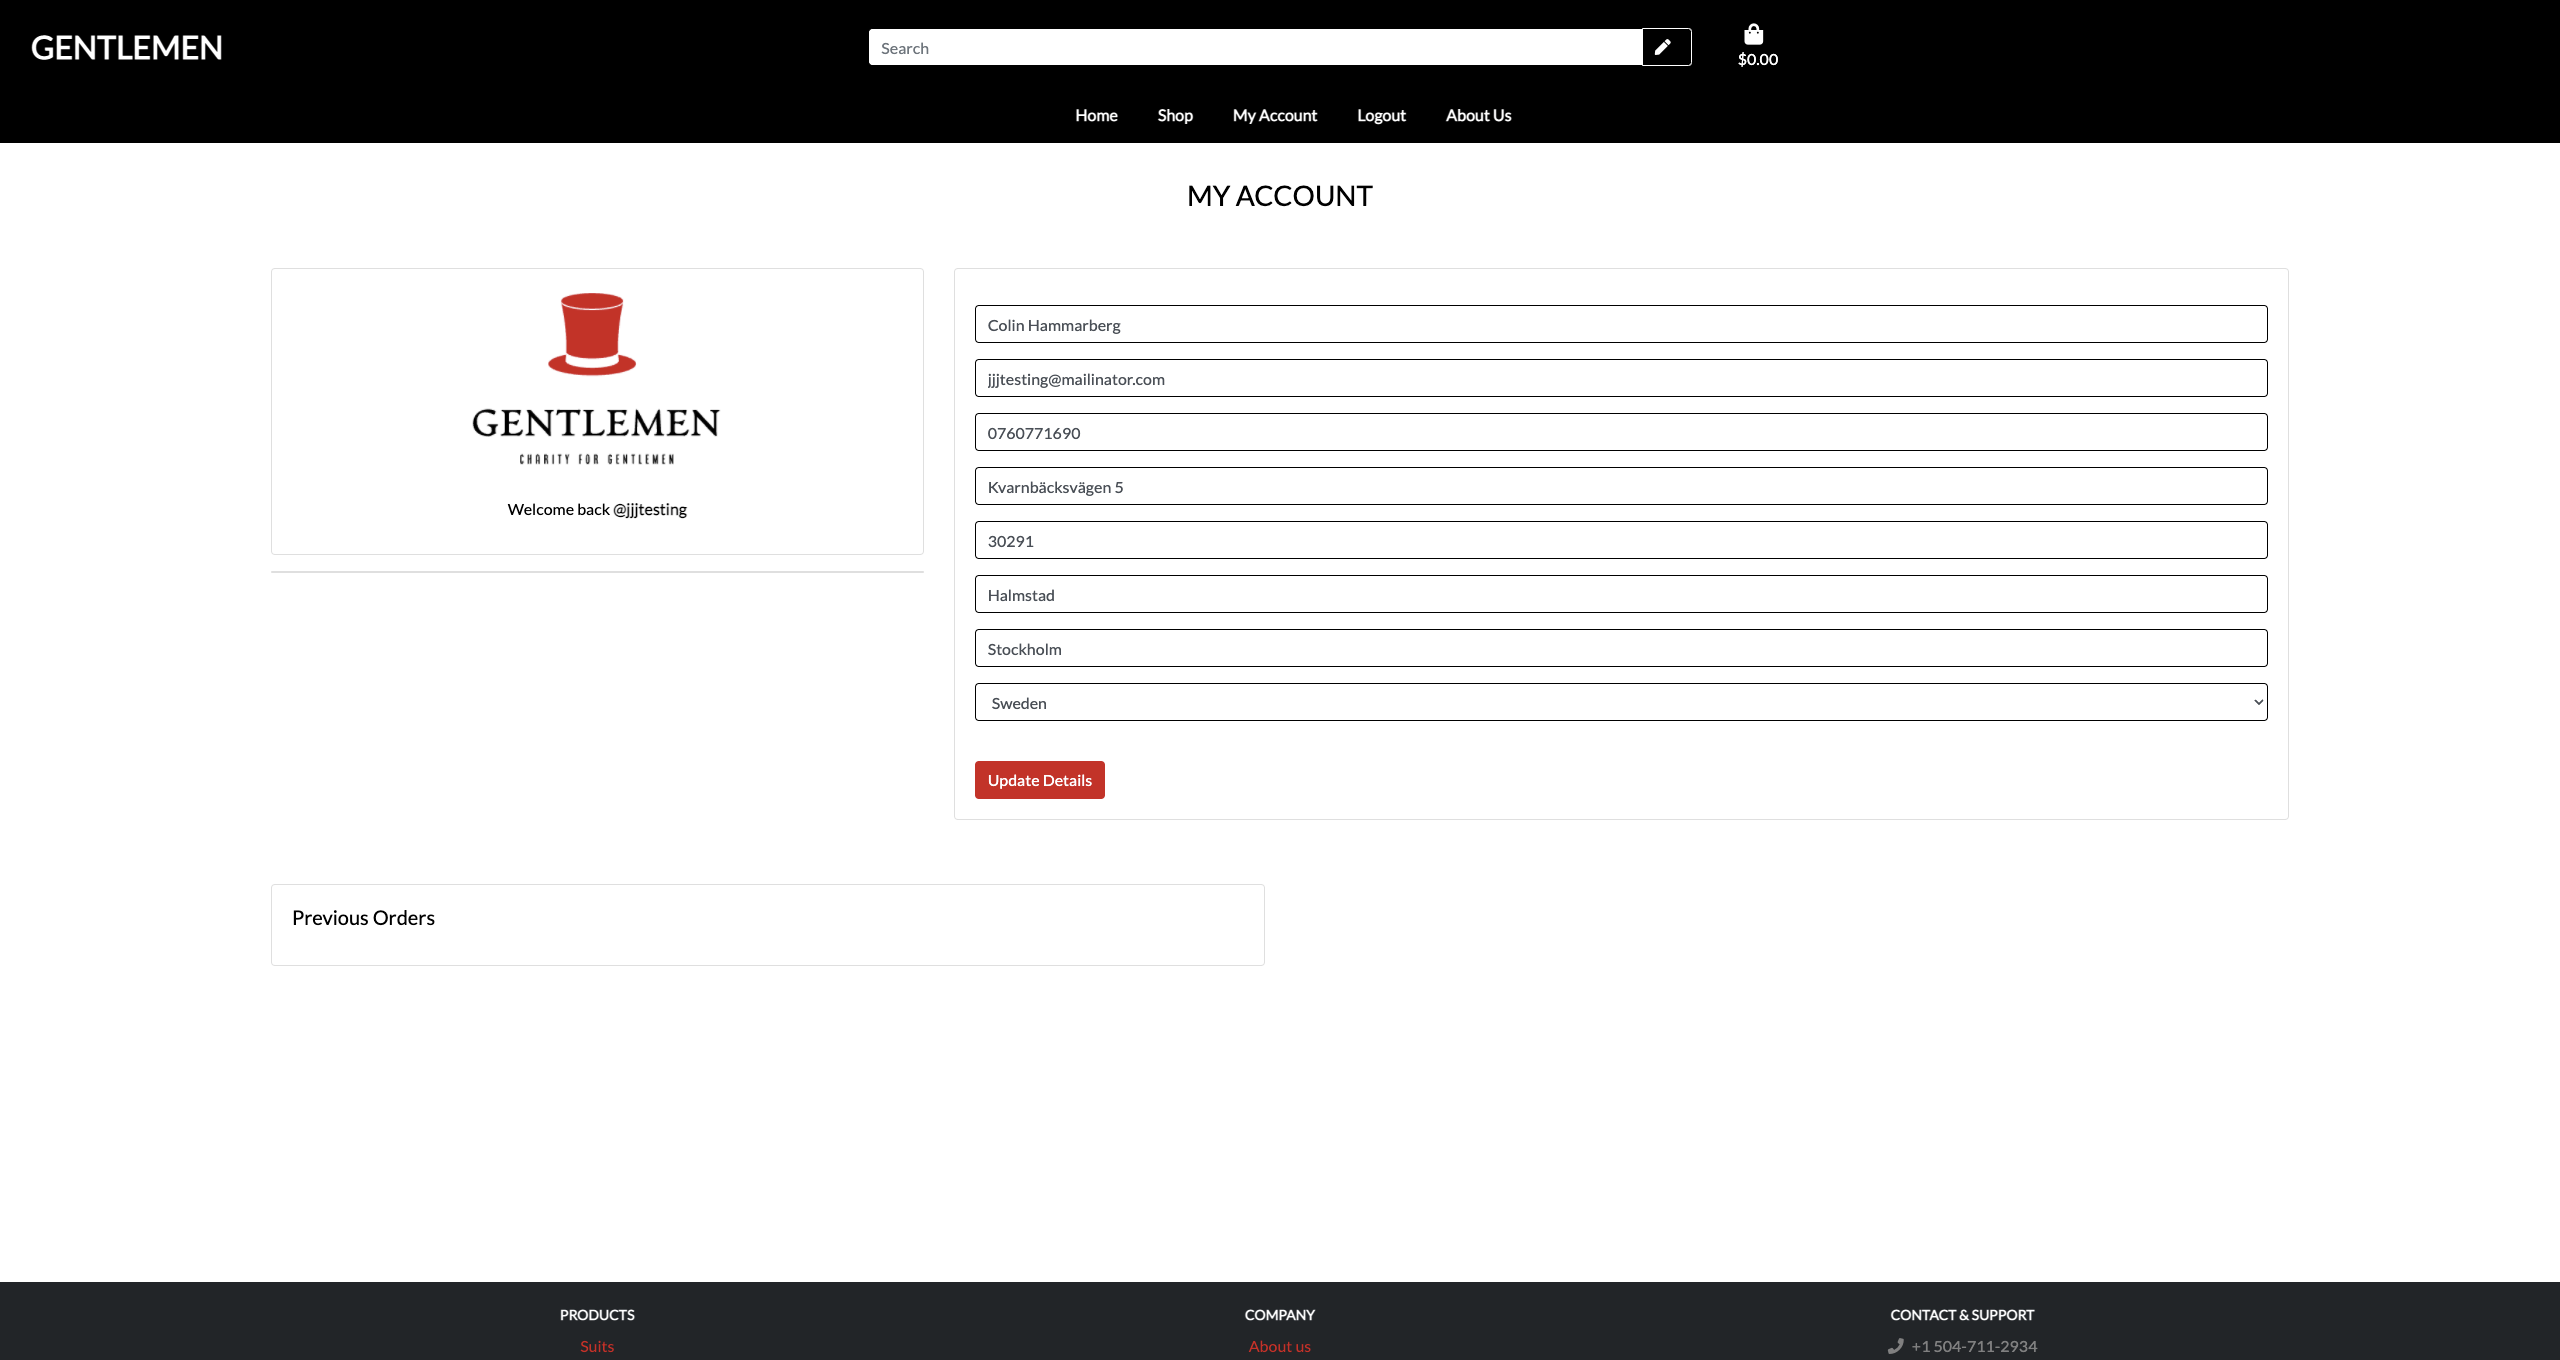 GENTLEMEN
Search
$0.00
Home Shop My Account Logout About Us
MY ACCOUNT
GENTLEMEN
CHARITY FOR GENTLEMEN
Welcome back @jjjtesting
Colin Hammarberg
jjjtesting@mailinator.com
0760771690
Kvarnbäcksvägen 5
30291
Halmstad
Stockholm
Sweden
Update Details
Previous Orders
PRODUCTS
Suits
COMPANY
About us
CONTACT & SUPPORT
+1 504-711-2934